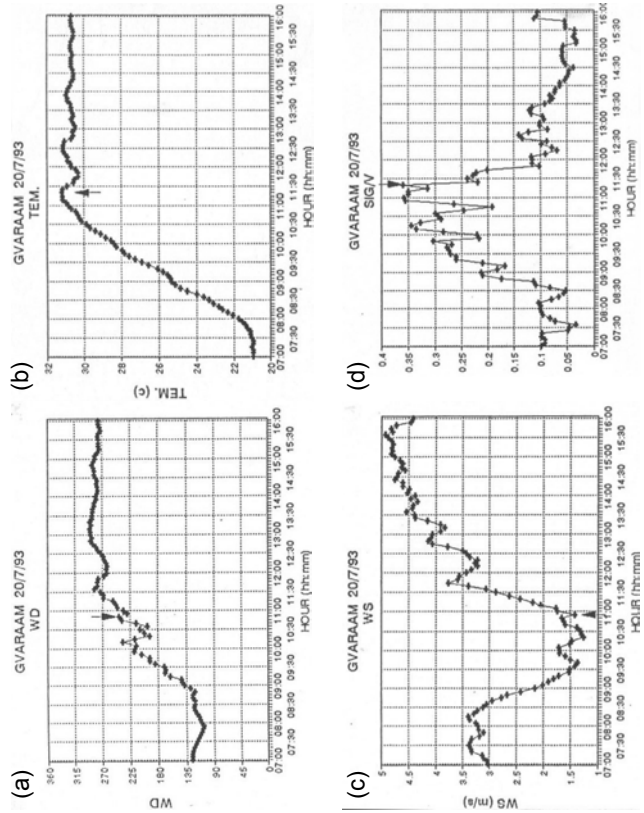 (a)
GVARAAM 20/7/93
WD
WD
360
315
270
225
180
135
90
45
0
07:00 08:00 09:00 10:00 11:00 12:00 13:00 14:00 15:00 16:00
07:30 08:30 09:30 10:30 11:30 12:30 13:30 14:30 15:30
HOUR (hh:mm)
(b)
GVARAAM 20/7/93
TEM.
TEM. (c)
32
30
28
26
24
22
20
07:00 08:00 09:00 10:00 11:00 12:00 13:00 14:00 15:00 16:00
07:30 08:30 09:30 10:30 11:30 12:30 13:30 14:30 15:30
HOUR (hh:mm)
(c)
GVARAAM 20/7/93
WS
WS (m/s)
5
4.5
4
3.5
3
2.5
2
1.5
1
07:00 08:00 09:00 10:00 11:00 12:00 13:00 14:00 15:00 16:00
07:30 08:30 09:30 10:30 11:30 12:30 13:30 14:30 15:30
HOUR (hh:mm)
(d)
GVARAAM 20/7/93
SIG/V
0.4
0.35
0.3
0.25
0.2
0.15
0.1
0.05
0
07:00 08:00 09:00 10:00 11:00 12:00 13:00 14:00 15:00 16:00
07:30 08:30 09:30 10:30 11:30 12:30 13:30 14:30 15:30
HOUR (hh:mm)